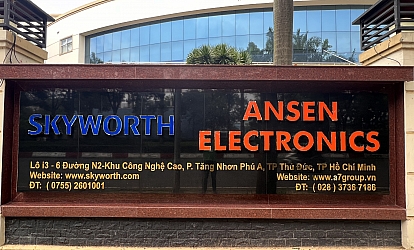 SKYWORTH
ANSEN
ELECTRONICS
Lô I3 - 6 Đường N2-Khu Công Nghệ Cao, P. Tăng Nhơn Phú A, TP Thủ Đức, TP Hồ Chí Minh
Website: www.skyworth.com
Website: www.a7group.vn
ĐT: ( 0755) 2601001
ĐT: ( 028 ) 3736 7186